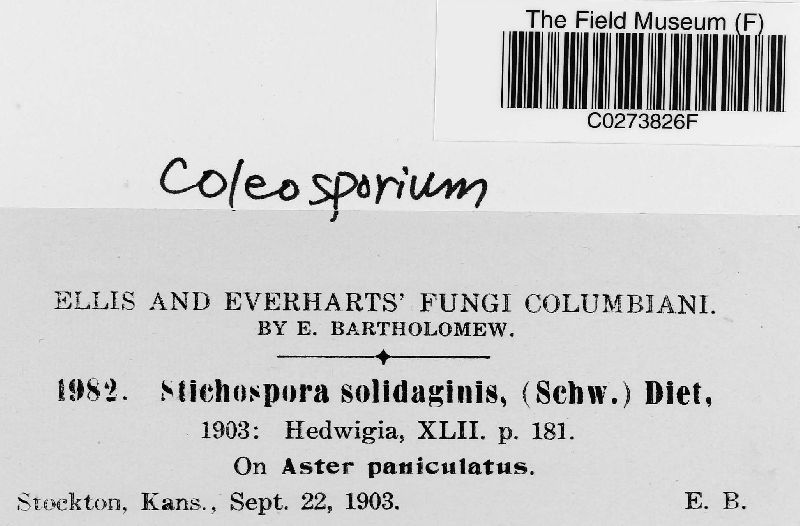 The Field Museum (F)
C0273826F
Coleosporium
ELLIS AND EVERHARTS' FUNGI COLUMBIANI.
BY E. BARTHOLOMEW.
1982. Stichospora solidaginis, (Schw.) Diet,
1903: Hedwigia, XLII. p. 181.
On Aster paniculatus.
Stockton, Kans., Sept. 22, 1903. E. B.